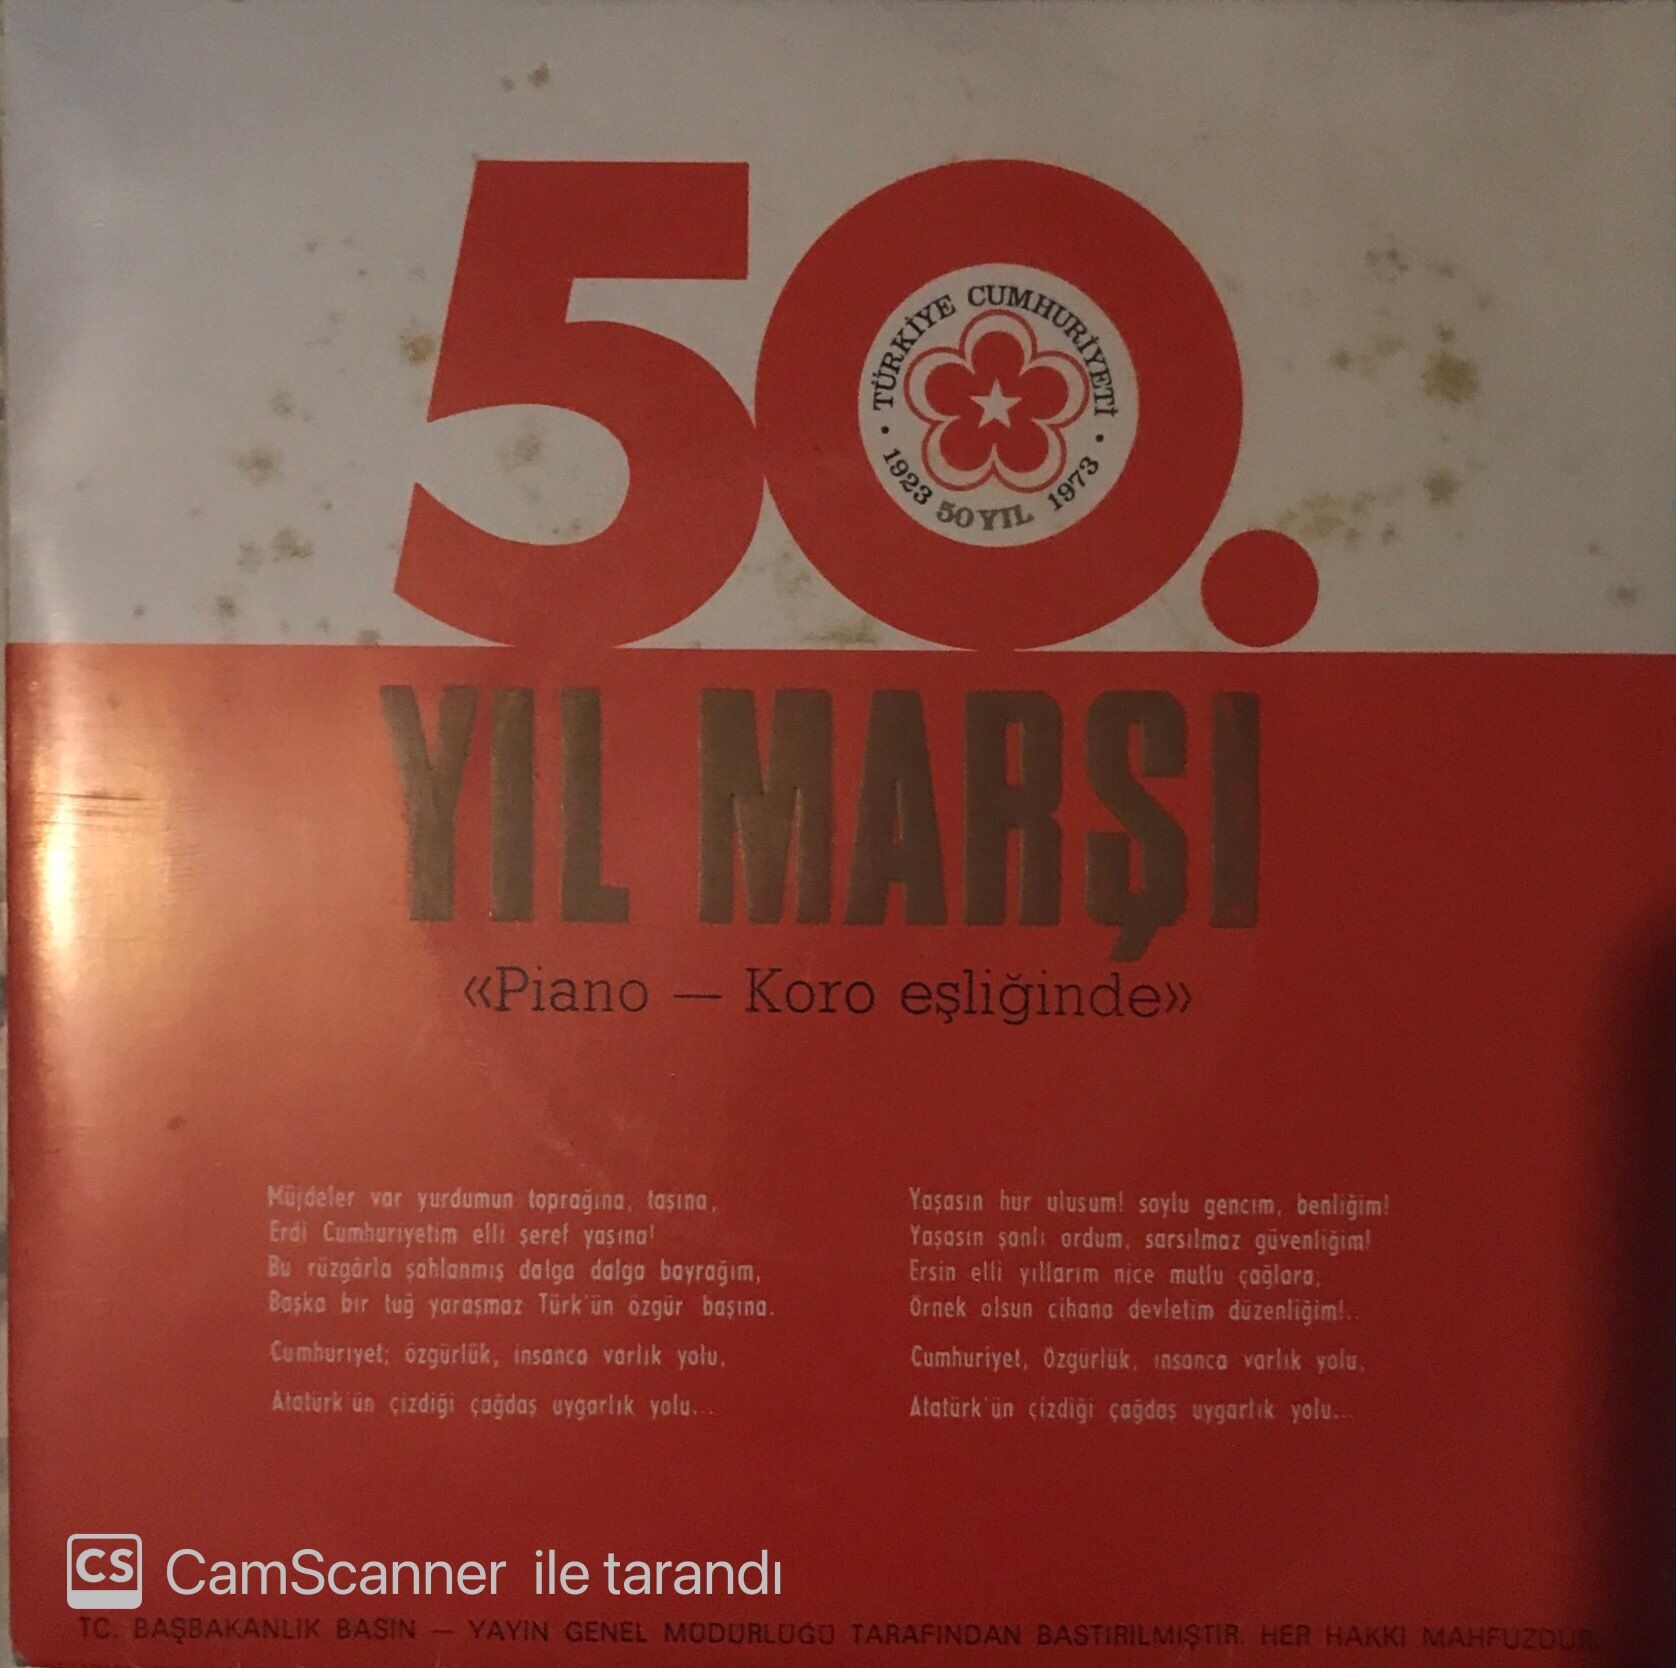 50.
TÜRKİYE CUMHURİYETİ
1923 50 YIL 1973
YIL MARŞI
«Piano — Koro eşliğinde»
Müjdeler var yurdumun toprağına, taşına,
Erdi Cumhuriyetim elli şeref yaşına!
Bu rüzgârla şahlanmış dalga dalga bayrağım,
Başka bir tuğ yaraşmaz Türk'ün özgür başına.
Cumhuriyet; özgürlük, insanca varlık yolu,
Atatürk'ün çizdiği çağdaş uygarlık yolu...
Yaşasın hür ulusum! soylu gencim, benliğim!
Yaşasın şanlı ordum, sarsılmaz güvenliğim!
Ersin elli yıllarım nice mutlu çağlara;
Örnek olsun cihana devletim düzenliğim!..
Cumhuriyet, Özgürlük, insanca varlık yolu,
Atatürk'ün çizdiği çağdaş uygarlık yolu...
CS CamScanner ile tarandı
TC. BAŞBAKANLIK BASIN — YAYIN GENEL MÜDÜRLÜĞÜ TARAFINDAN BASTIRILMIŞTIR. HER HAKKI MAHFUZDUR.